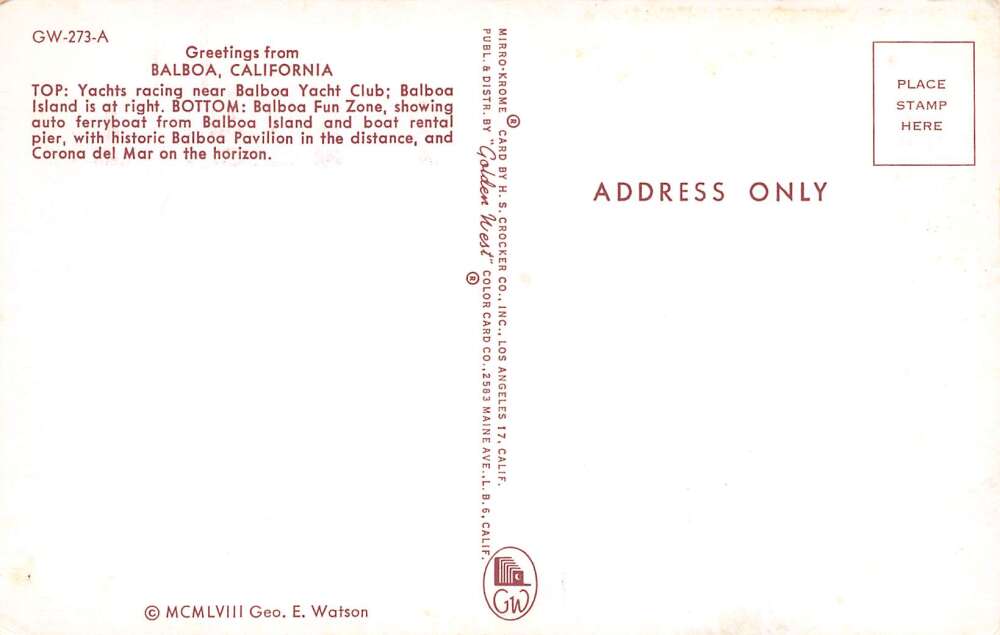 GW-273-A
Greetings from
BALBOA, CALIFORNIA
TOP: Yachts racing near Balboa Yacht Club; Balboa
Island is at right. BOTTOM: Balboa Fun Zone, showing
auto ferryboat from Balboa Island and boat rental
pier, with historic Balboa Pavilion in the distance, and
Corona del Mar on the horizon.
MIRRO-KROME ® CARD BY H. S. CROCKER CO., INC., LOS ANGELES 17, CALIF.
PUBL. & DISTR. BY "Golden West" ® COLOR CARD CO., 2583 MAINE AVE., L. B. 6, CALIF.
PLACE
STAMP
HERE
ADDRESS ONLY
GW
© MCMLVIII Geo. E. Watson